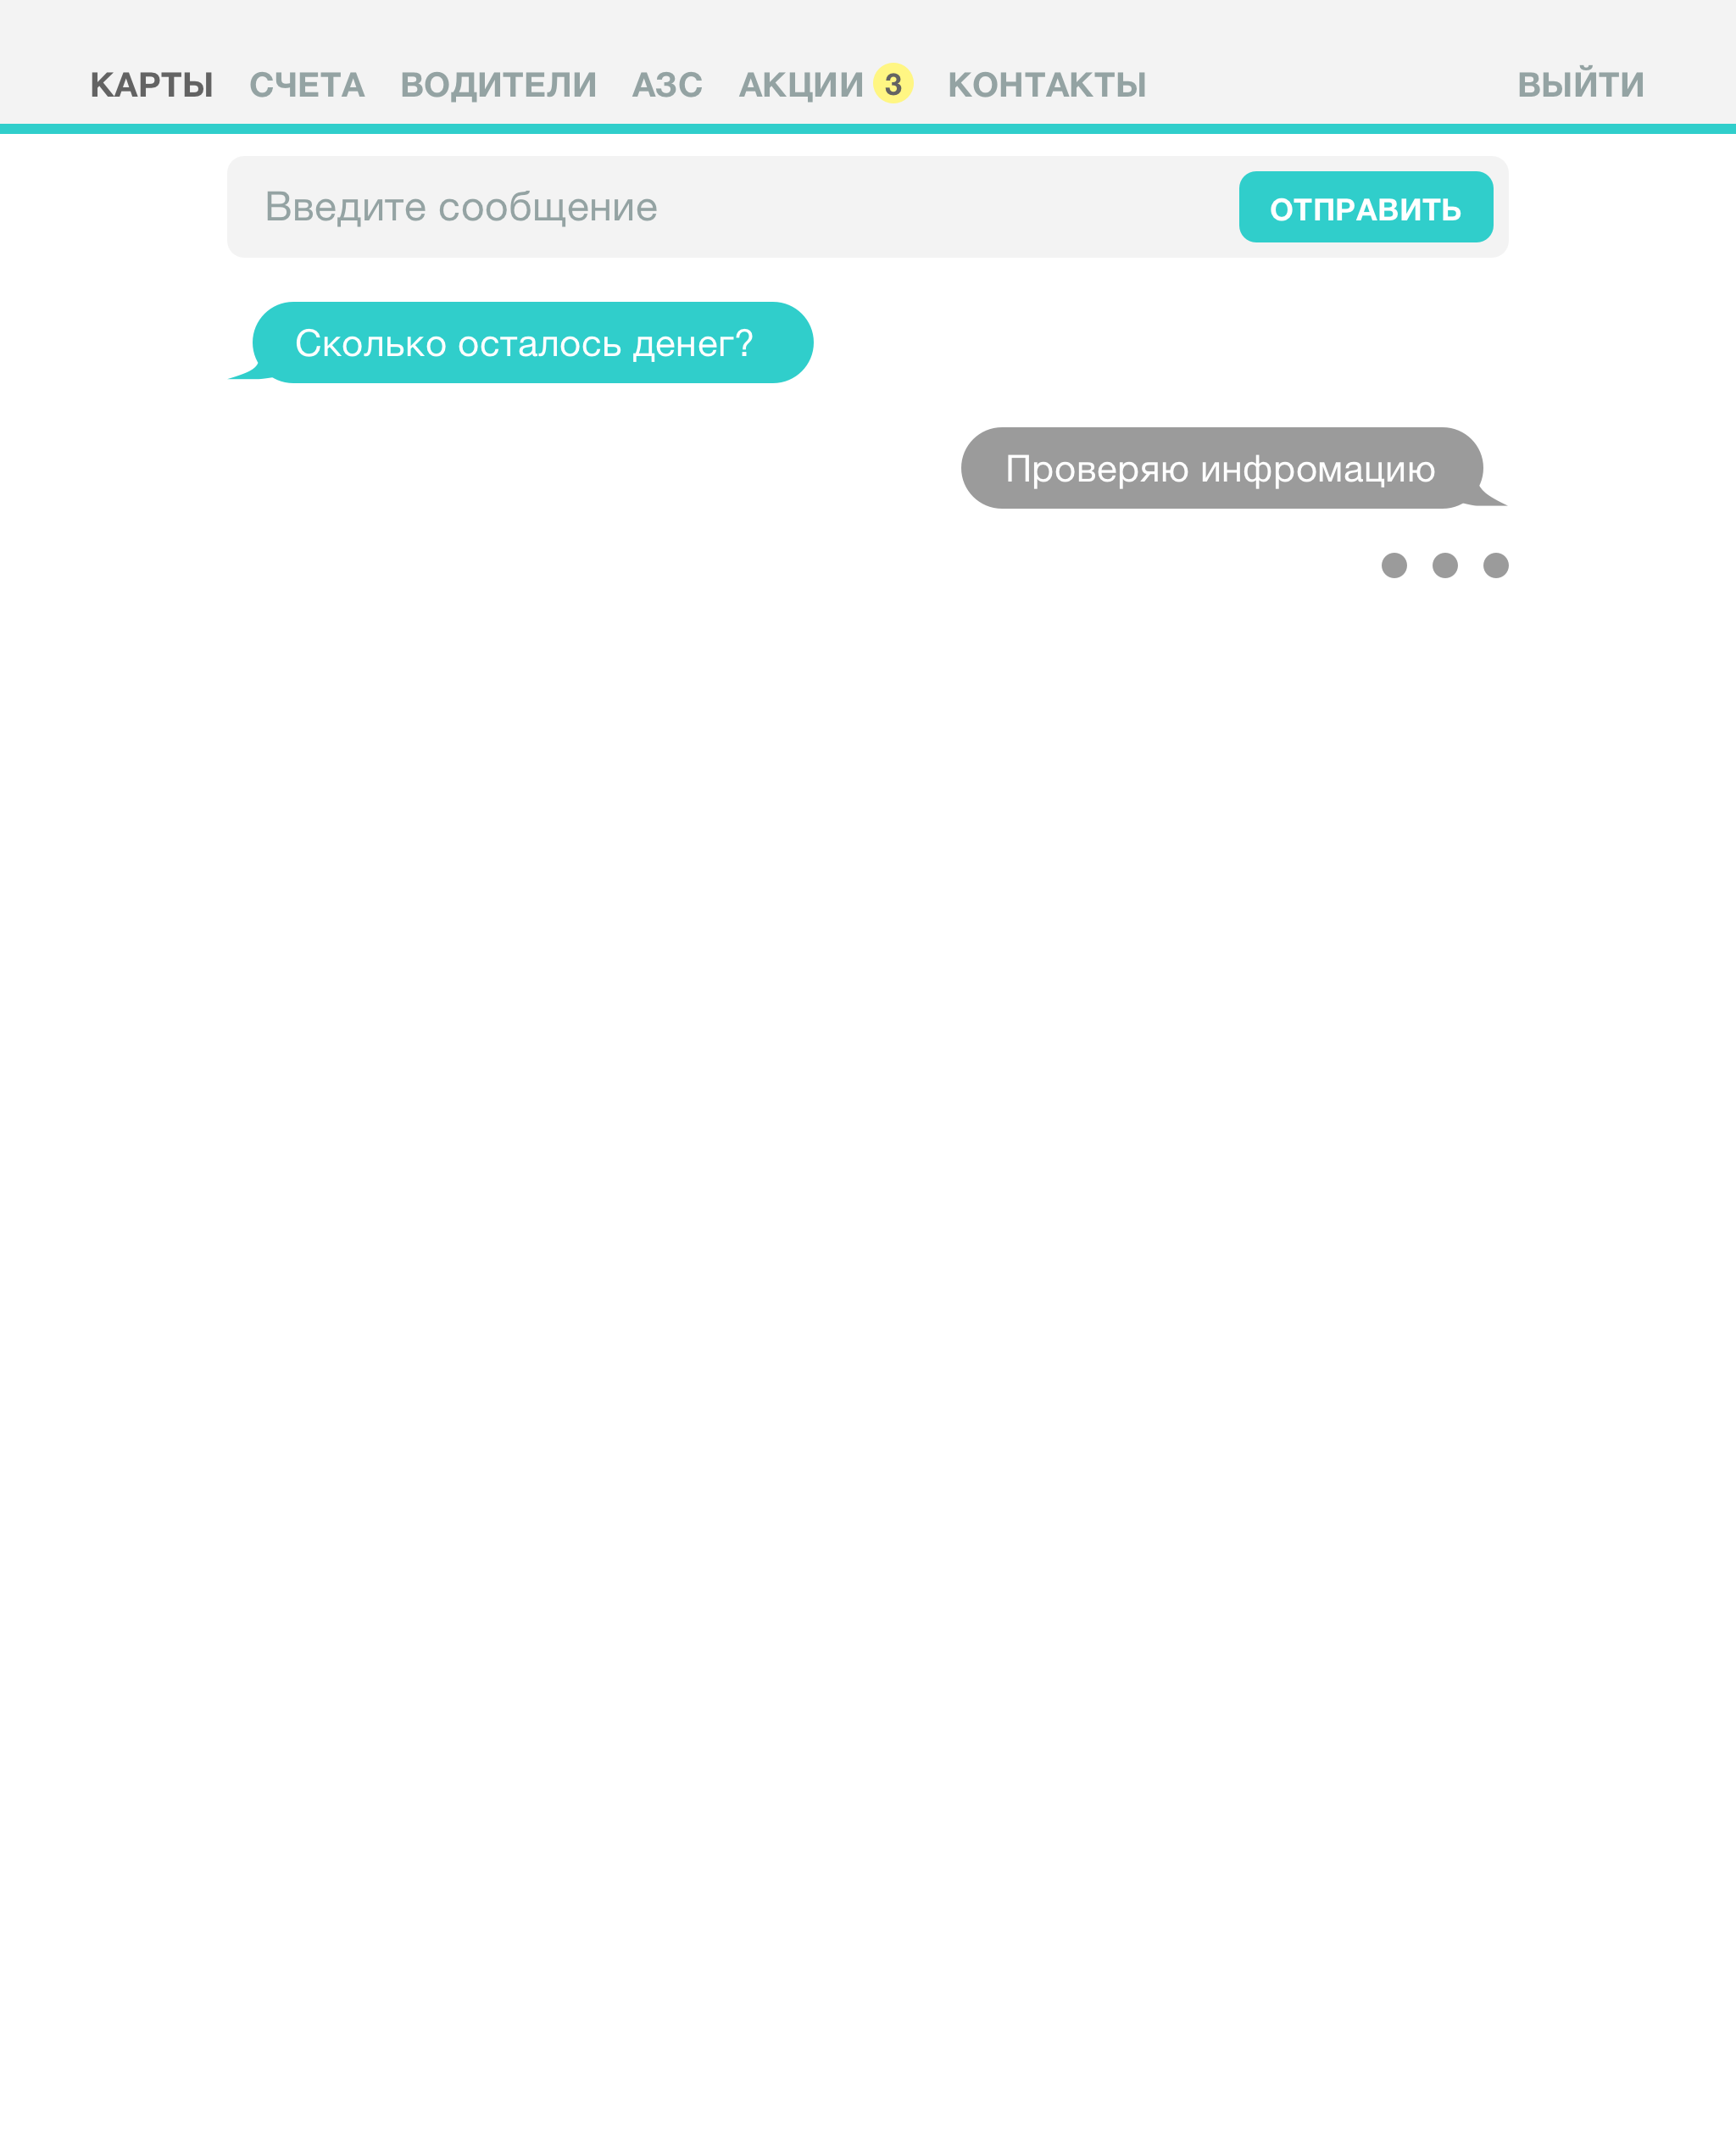 КАРТЫ СЧЕТА ВОДИТЕЛИ АЗС АКЦИИ 3 КОНТАКТЫ ВЫЙТИ
Введите сообщение ОТПРАВИТЬ
Сколько осталось денег?
Проверяю инфромацию